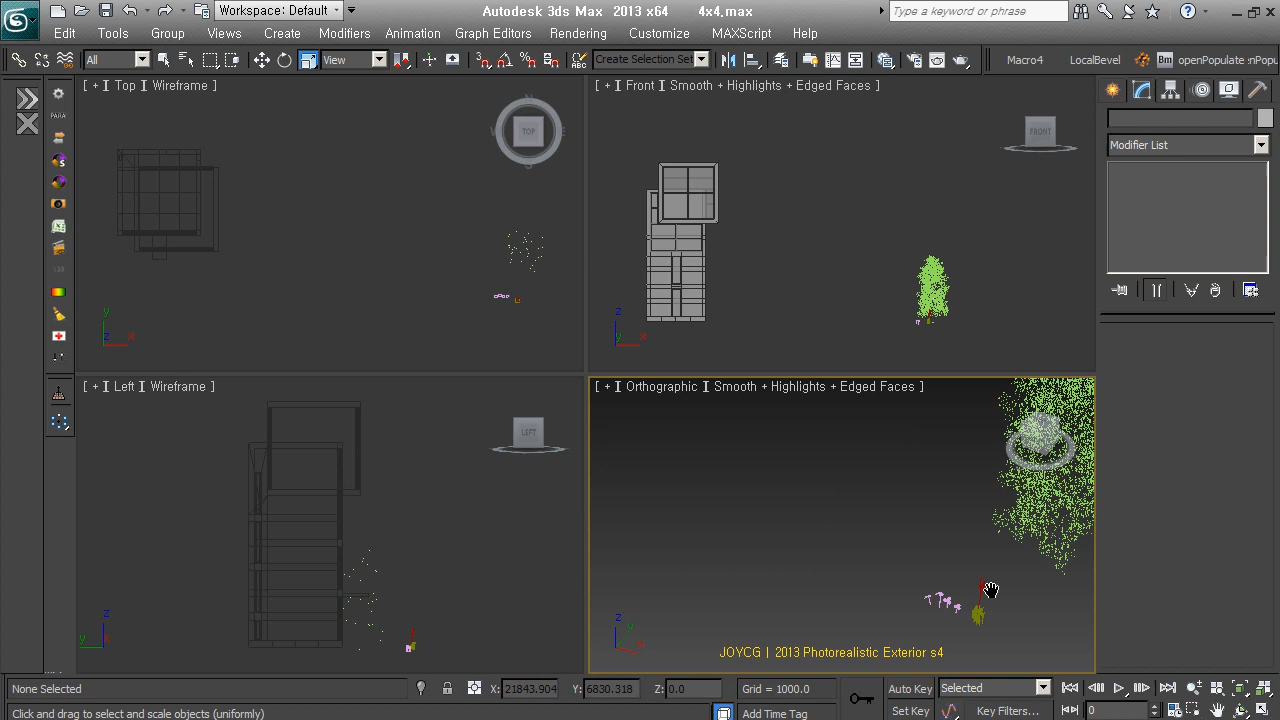 Workspace: Default
Autodesk 3ds Max 2013 x64 4x4.max
Type a keyword or phrase
Edit Tools Group Views Create Modifiers Animation Graph Editors Rendering Customize MAXScript Help
All
View
Create Selection Set
Macro4 LocalBevel Bm openPopulate nPopu
PARA
[ + ] Top ] Wireframe ]
[ + ] Front ] Smooth + Highlights + Edged Faces ]
TOP
FRONT
Modifier List
[ + ] Left ] Wireframe ]
[ + ] Orthographic ] Smooth + Highlights + Edged Faces ]
LEFT
JOYCG | 2013 Photorealistic Exterior s4
None Selected
X: 21843.904 Y: 6830.318 Z: 0.0
Grid = 1000.0
Auto Key
Selected
Click and drag to select and scale objects (uniformly)
Add Time Tag
Set Key
Key Filters...
0